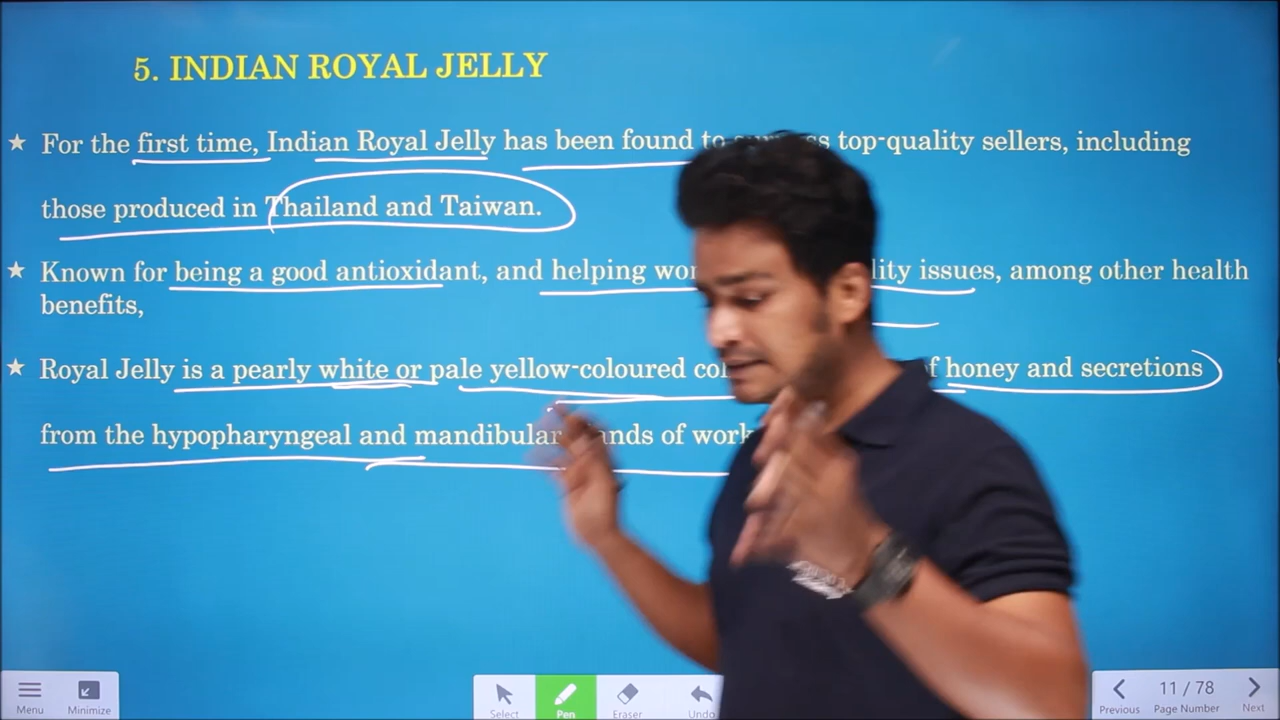 5. INDIAN ROYAL JELLY
★ For the first time, Indian Royal Jelly has been found to top-quality sellers, including
those produced in Thailand and Taiwan.
★ Known for being a good antioxidant, and helping issues, among other health
benefits,
★ Royal Jelly is a pearly white or pale yellow-coloured honey and secretions
from the hypopharyngeal and mandibular of
Menu
Minimize
Select
Pen
Eraser
Undo
Previous
11 / 78
Page Number
Next